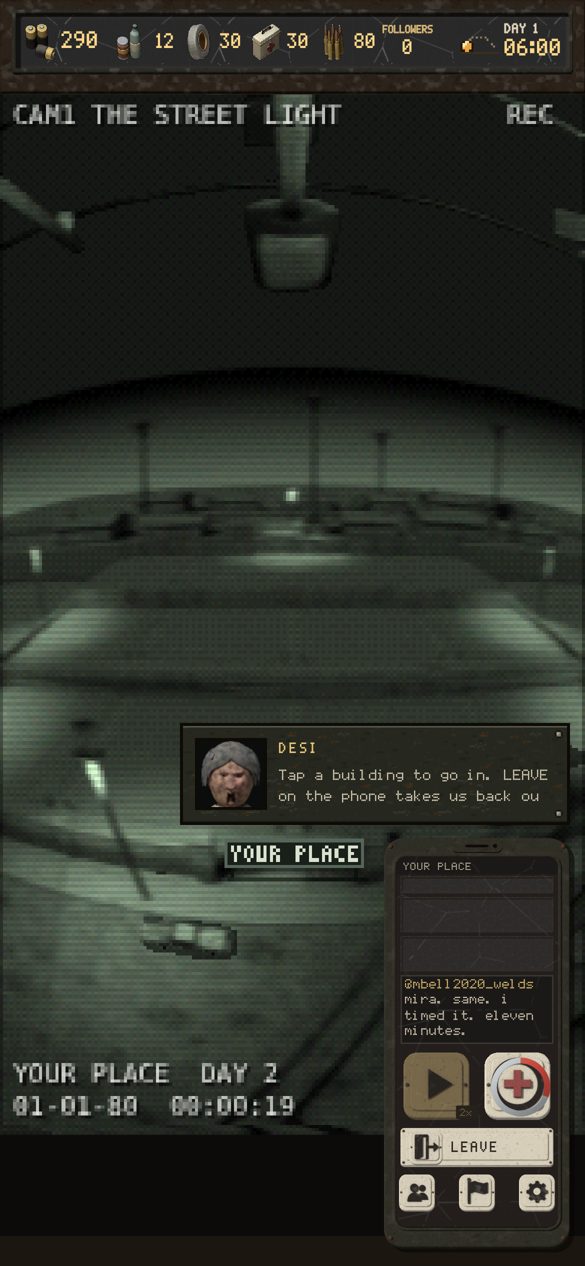 290 12 30 30 80 FOLLOWERS 0 DAY 1 06:00
CAM1 THE STREET LIGHT REC
DESI
Tap a building to go in. LEAVE
on the phone takes us back ou
YOUR PLACE
YOUR PLACE
@mbell2020_welds
mira. same. i
timed it. eleven
minutes.
2x
LEAVE
YOUR PLACE DAY 2
01-01-80 00:00:19